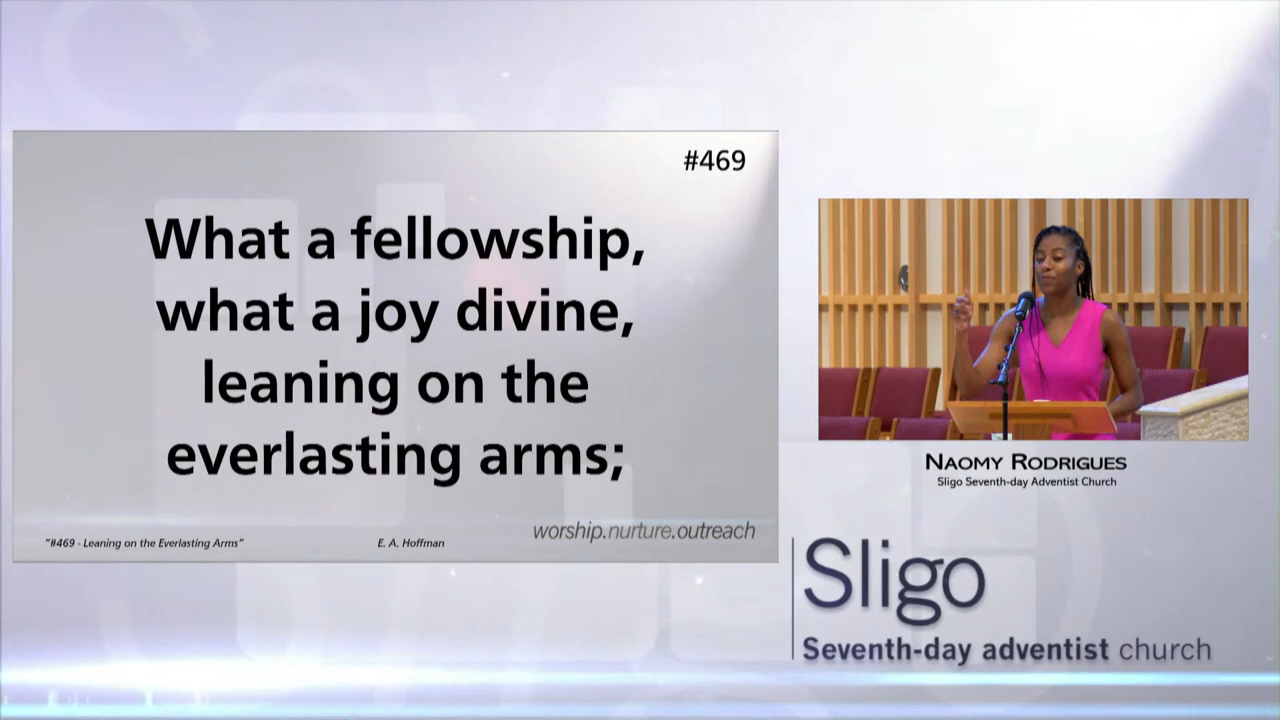 #469
What a fellowship,
what a joy divine,
leaning on the
everlasting arms;
worship.nurture.outreach
"#469 - Leaning on the Everlasting Arms"
E. A. Hoffman
NAOMY RODRIGUES
Sligo Seventh-day Adventist Church
Sligo
Seventh-day adventist church